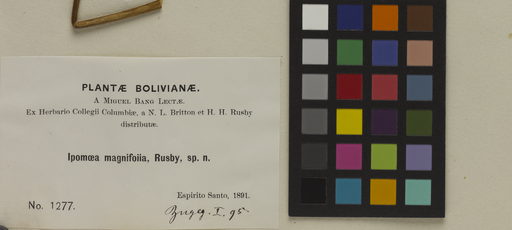 PLANTÆ BOLIVIANÆ.
A MIGUEL BANG LECTÆ.
Ex Herbario Collegii Columbiæ, a N. L. Britton et H. H. Rusby
distributæ.
Ipomœa magnifolia, Rusby, sp. n.
Espirito Santo, 1891.
No. 1277.
I. 95.